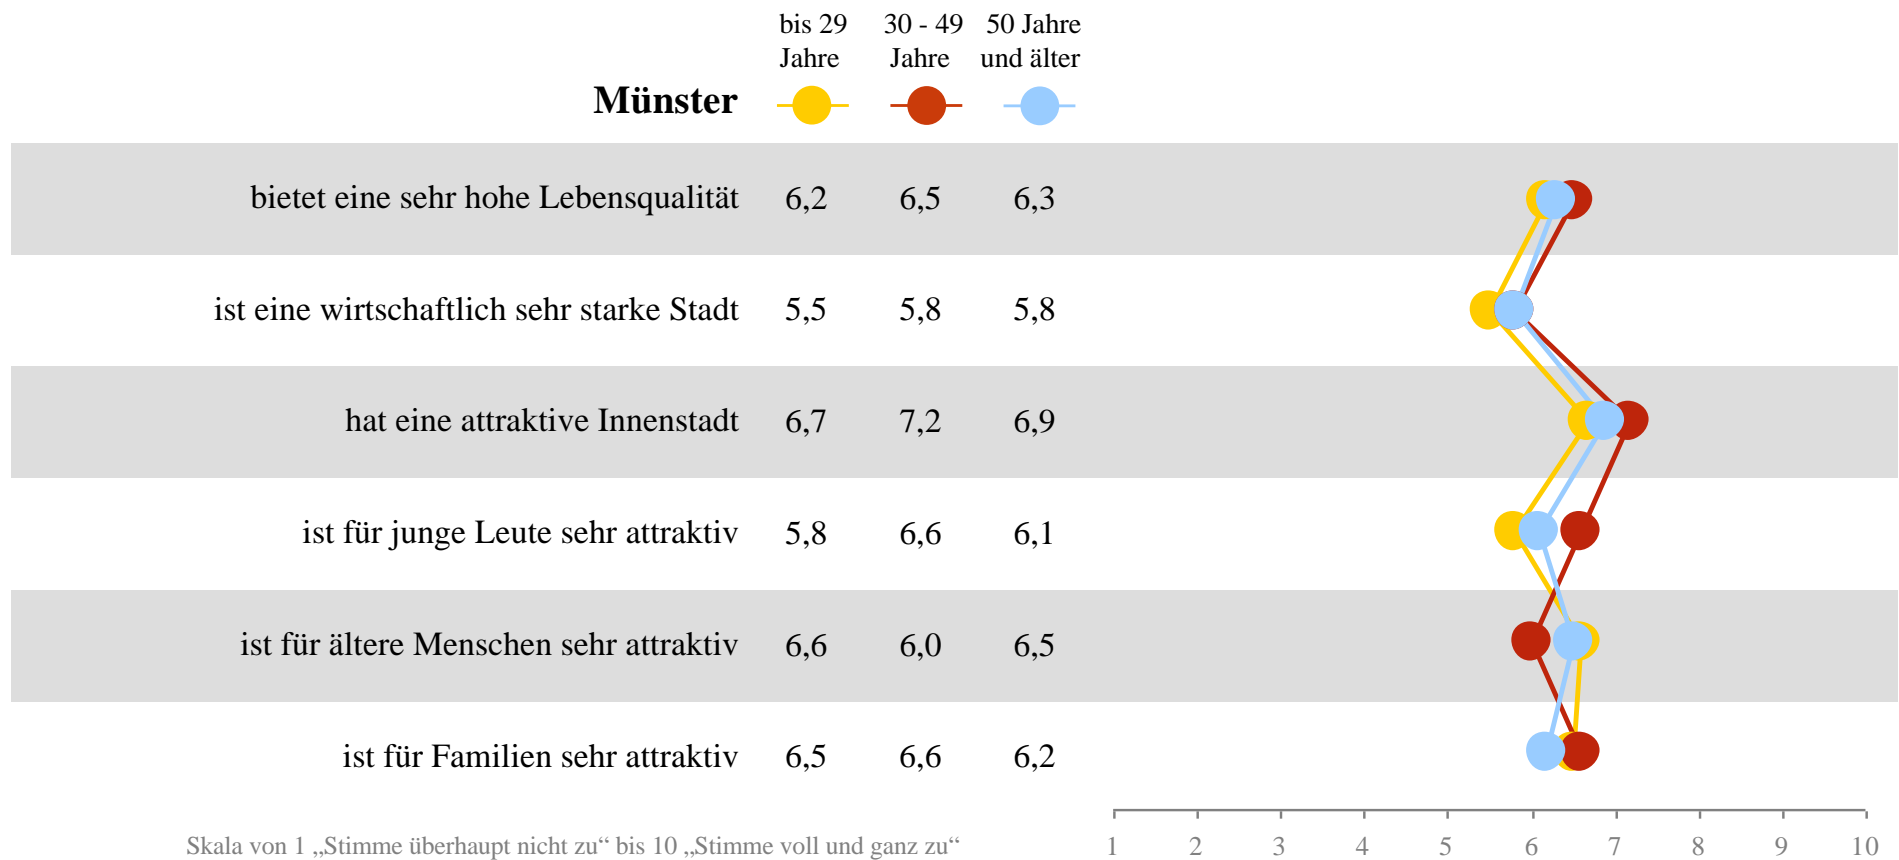 bis 29 30 - 49 50 Jahre
Jahre Jahre und älter
Münster
bietet eine sehr hohe Lebensqualität 6,2 6,5 6,3
ist eine wirtschaftlich sehr starke Stadt 5,5 5,8 5,8
hat eine attraktive Innenstadt 6,7 7,2 6,9
ist für junge Leute sehr attraktiv 5,8 6,6 6,1
ist für ältere Menschen sehr attraktiv 6,6 6,0 6,5
ist für Familien sehr attraktiv 6,5 6,6 6,2
Skala von 1 „Stimme überhaupt nicht zu“ bis 10 „Stimme voll und ganz zu“ 1 2 3 4 5 6 7 8 9 10